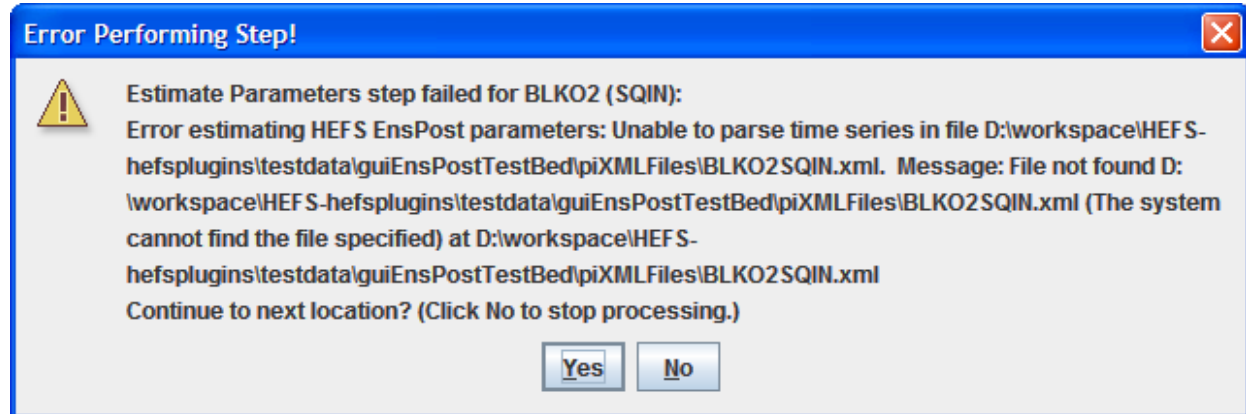 Error Performing Step!
Estimate Parameters step failed for BLKO2 (SQIN):
Error estimating HEFS EnsPost parameters: Unable to parse time series in file D:\workspace\HEFS-
hefsplugins\testdata\guiEnsPostTestBed\piXMLFiles\BLKO2SQIN.xml.  Message: File not found D:
\workspace\HEFS-hefsplugins\testdata\guiEnsPostTestBed\piXMLFiles\BLKO2SQIN.xml (The system
cannot find the file specified) at D:\workspace\HEFS-
hefsplugins\testdata\guiEnsPostTestBed\piXMLFiles\BLKO2SQIN.xml
Continue to next location? (Click No to stop processing.)
Yes No